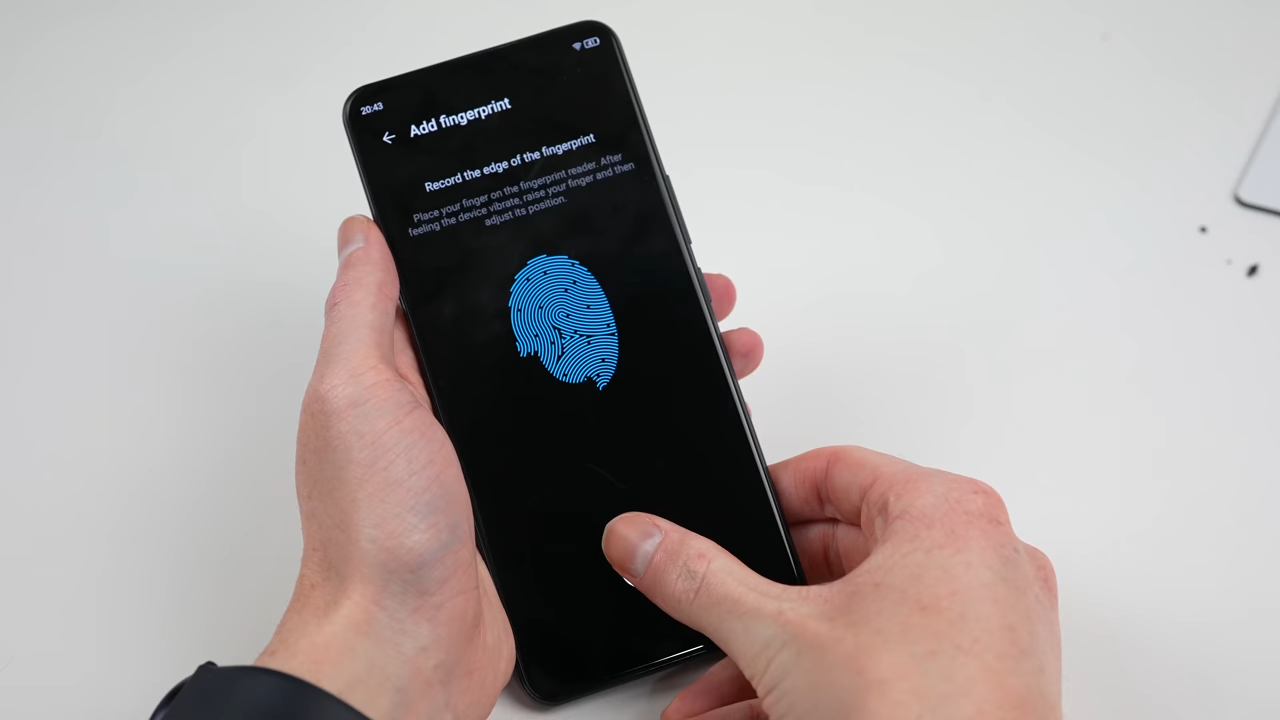 20:43
Add fingerprint
Record the edge of the fingerprint
Place your finger on the fingerprint reader. After
feeling the device vibrate, raise your finger and then
adjust its position.